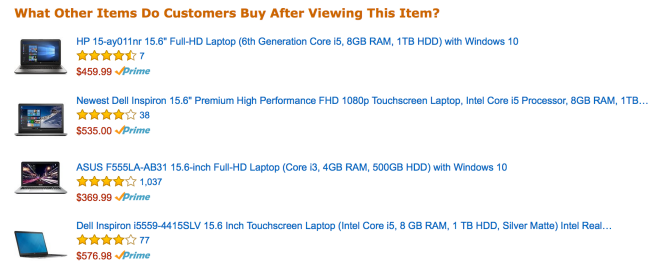 What Other Items Do Customers Buy After Viewing This Item?
HP 15-ay011nr 15.6" Full-HD Laptop (6th Generation Core i5, 8GB RAM, 1TB HDD) with Windows 10
7
$459.99 Prime
Newest Dell Inspiron 15.6" Premium High Performance FHD 1080p Touchscreen Laptop, Intel Core i5 Processor, 8GB RAM, 1TB…
38
$535.00 Prime
ASUS F555LA-AB31 15.6-inch Full-HD Laptop (Core i3, 4GB RAM, 500GB HDD) with Windows 10
1,037
$369.99 Prime
Dell Inspiron i5559-4415SLV 15.6 Inch Touchscreen Laptop (Intel Core i5, 8 GB RAM, 1 TB HDD, Silver Matte) Intel Real…
77
$576.98 Prime